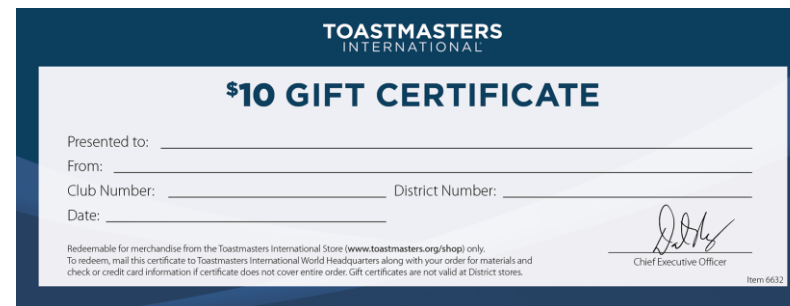 TOASTMASTERS
INTERNATIONAL
$10 GIFT CERTIFICATE
Presented to:
From:
Club Number: District Number:
Date:
Redeemable for merchandise from the Toastmasters International Store (www.toastmasters.org/shop) only.
To redeem, mail this certificate to Toastmasters International World Headquarters along with your order for materials and
check or credit card information if certificate does not cover entire order. Gift certificates are not valid at District stores.
Chief Executive Officer
Item 6632